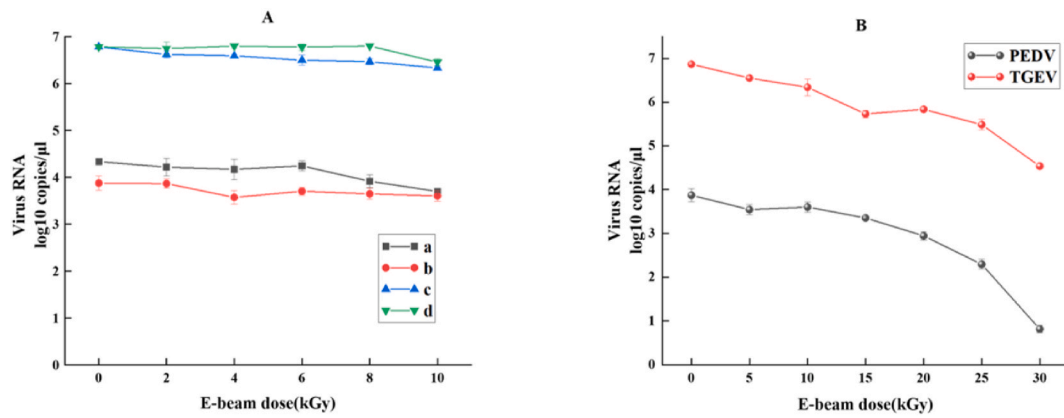 A
Virus RNA
log10 copies/μl
7
6
5
4
3
2
1
0
0 2 4 6 8 10
E-beam dose(kGy)
a
b
c
d
B
Virus RNA
log10 copies/μl
7
6
5
4
3
2
1
0
0 5 10 15 20 25 30
E-beam dose(kGy)
PEDV
TGEV